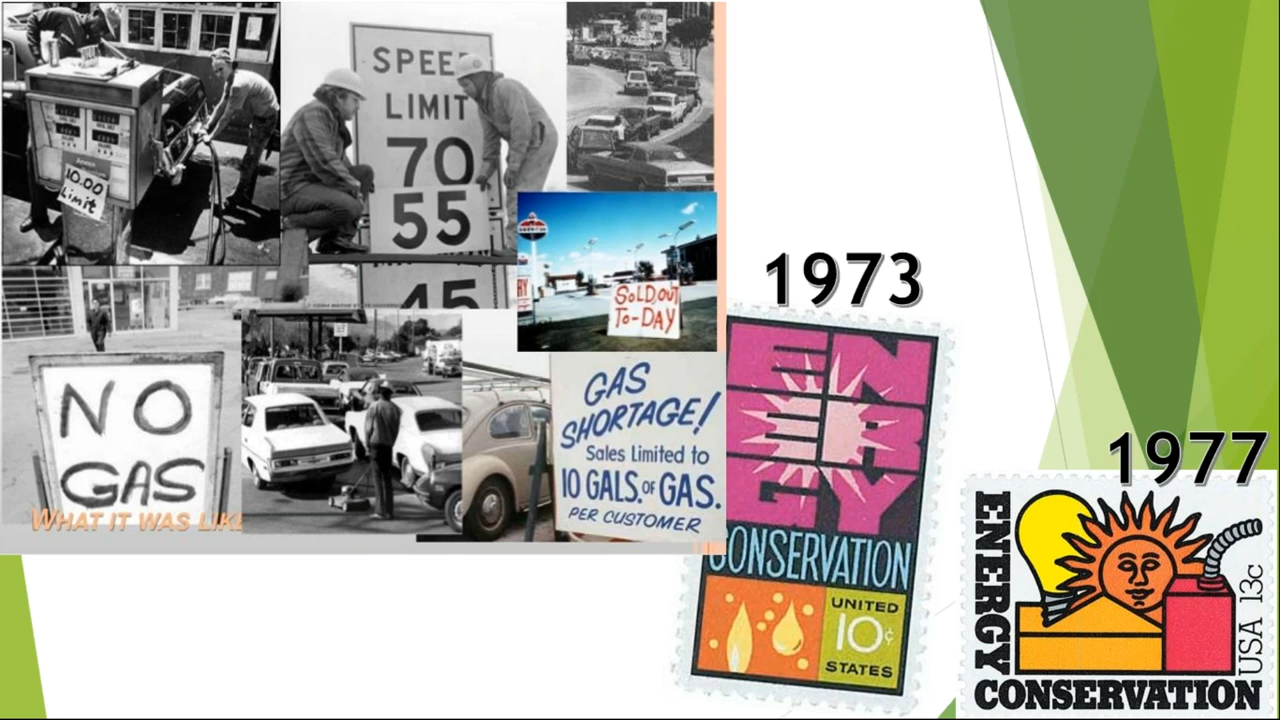 10.00
Limit
SPEED
LIMIT
70
55
45
SOLD OUT
TO-DAY
NO
GAS
WHAT IT WAS LIKE
GAS
SHORTAGE!
Sales Limited to
10 GALS. OF GAS.
PER CUSTOMER
1973
ENERGY
CONSERVATION
UNITED
10¢
STATES
1977
ENERGY
CONSERVATION
USA 13c